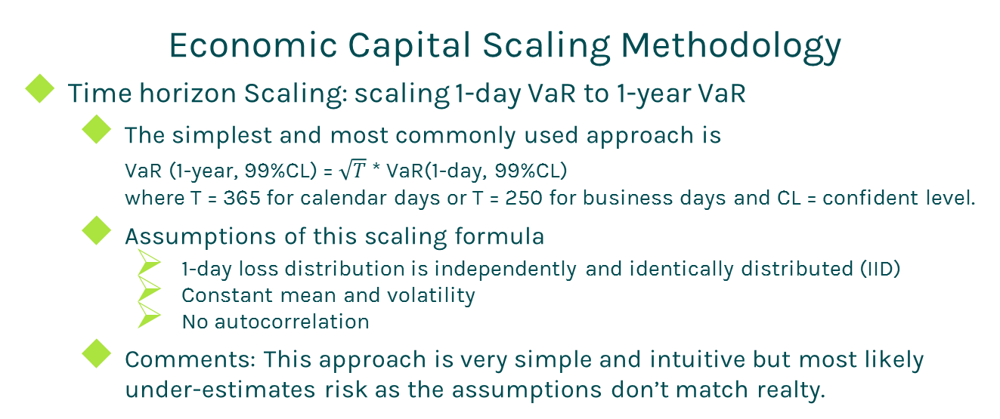 Economic Capital Scaling Methodology
Time horizon Scaling: scaling 1-day VaR to 1-year VaR
The simplest and most commonly used approach is
VaR (1-year, 99%CL) = √T * VaR(1-day, 99%CL)
where T = 365 for calendar days or T = 250 for business days and CL = confident level.
Assumptions of this scaling formula
1-day loss distribution is independently and identically distributed (IID)
Constant mean and volatility
No autocorrelation
Comments: This approach is very simple and intuitive but most likely
under-estimates risk as the assumptions don’t match realty.